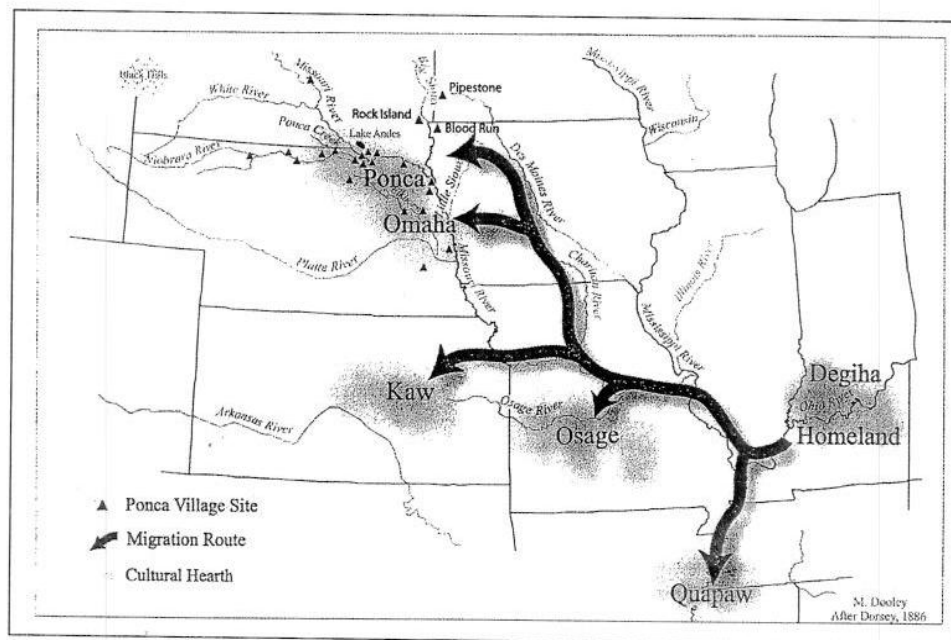 Black Hills
White River
Missouri River
Big Sioux
Pipestone
Mississippi River
Wisconsin
Rock Island
Ponca Creek
Lake Andes
Blood Run
Niobrara River
Ponca
Little Sioux
Des Moines River
Omaha
Platte River
Missouri River
Chariton River
Illinois River
Mississippi River
Kaw
Osage River
Osage
Degiha
Ohio River
Homeland
Arkansas River
Ponca Village Site
Migration Route
Cultural Hearth
Quapaw
M. Dooley
After Dorsey, 1886